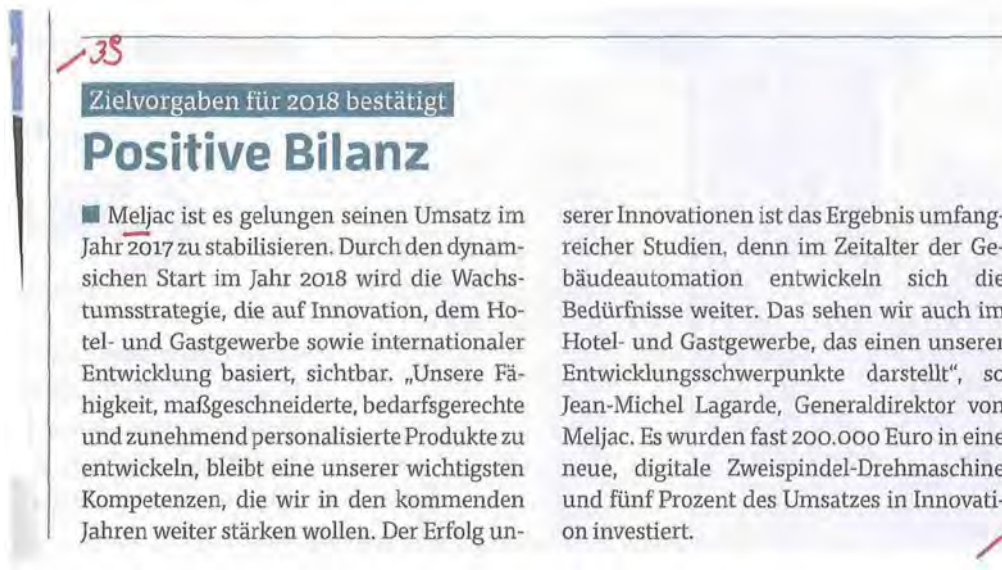 39
Zielvorgaben für 2018 bestätigt
Positive Bilanz
Meljac ist es gelungen seinen Umsatz im
Jahr 2017 zu stabilisieren. Durch den dynam-
sichen Start im Jahr 2018 wird die Wachs-
tumsstrategie, die auf Innovation, dem Ho-
tel- und Gastgewerbe sowie internationaler
Entwicklung basiert, sichtbar. „Unsere Fä-
higkeit, maßgeschneiderte, bedarfsgerechte
und zunehmend personalisierte Produkte zu
entwickeln, bleibt eine unserer wichtigsten
Kompetenzen, die wir in den kommenden
Jahren weiter stärken wollen. Der Erfolg un-
serer Innovationen ist das Ergebnis umfang-
reicher Studien, denn im Zeitalter der Ge-
bäudeautomation entwickeln sich die
Bedürfnisse weiter. Das sehen wir auch im
Hotel- und Gastgewerbe, das einen unserer
Entwicklungsschwerpunkte darstellt“, so
Jean-Michel Lagarde, Generaldirektor von
Meljac. Es wurden fast 200.000 Euro in eine
neue, digitale Zweispindel-Drehmaschine
und fünf Prozent des Umsatzes in Innovati-
on investiert.